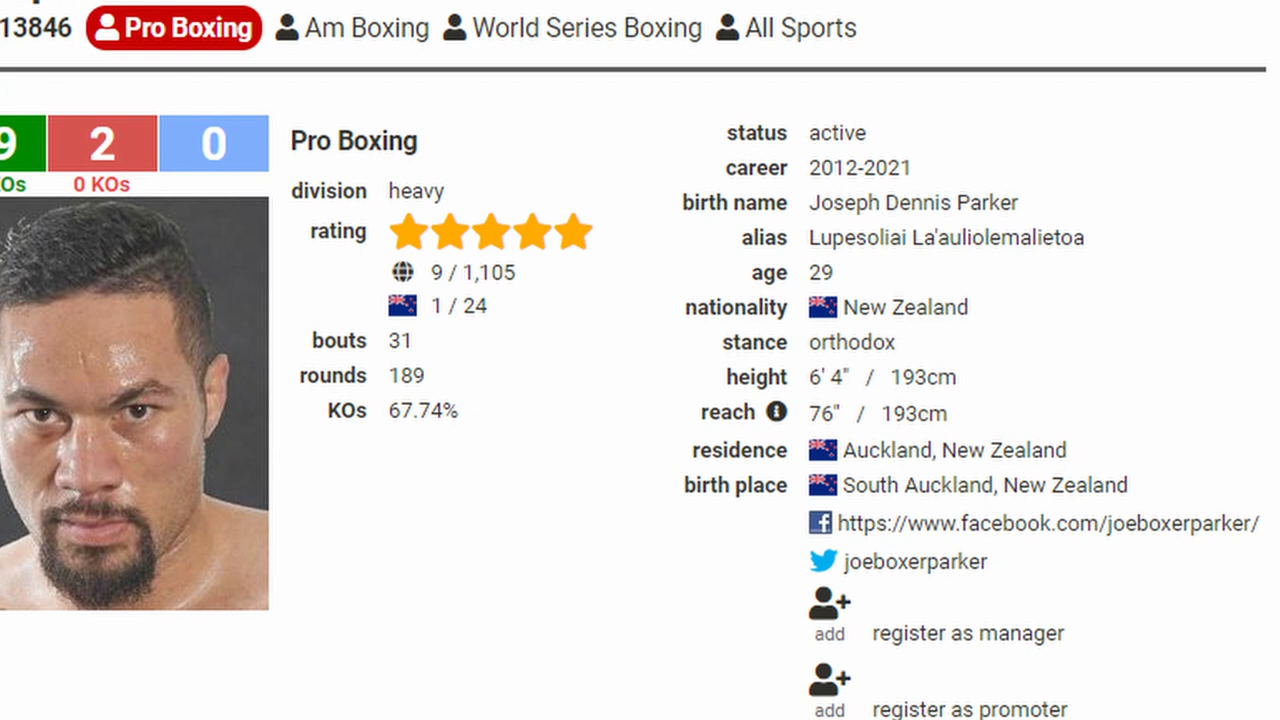 13846 Pro Boxing Am Boxing World Series Boxing All Sports
9 2 0
KOs 0 KOs
Pro Boxing
division heavy
rating
9 / 1,105
1 / 24
bouts 31
rounds 189
KOs 67.74%
status active
career 2012-2021
birth name Joseph Dennis Parker
alias Lupesoliai La'auliolemalietoa
age 29
nationality New Zealand
stance orthodox
height 6' 4" / 193cm
reach 76" / 193cm
residence Auckland, New Zealand
birth place South Auckland, New Zealand
https://www.facebook.com/joeboxerparker/
joeboxerparker
add register as manager
add register as promoter